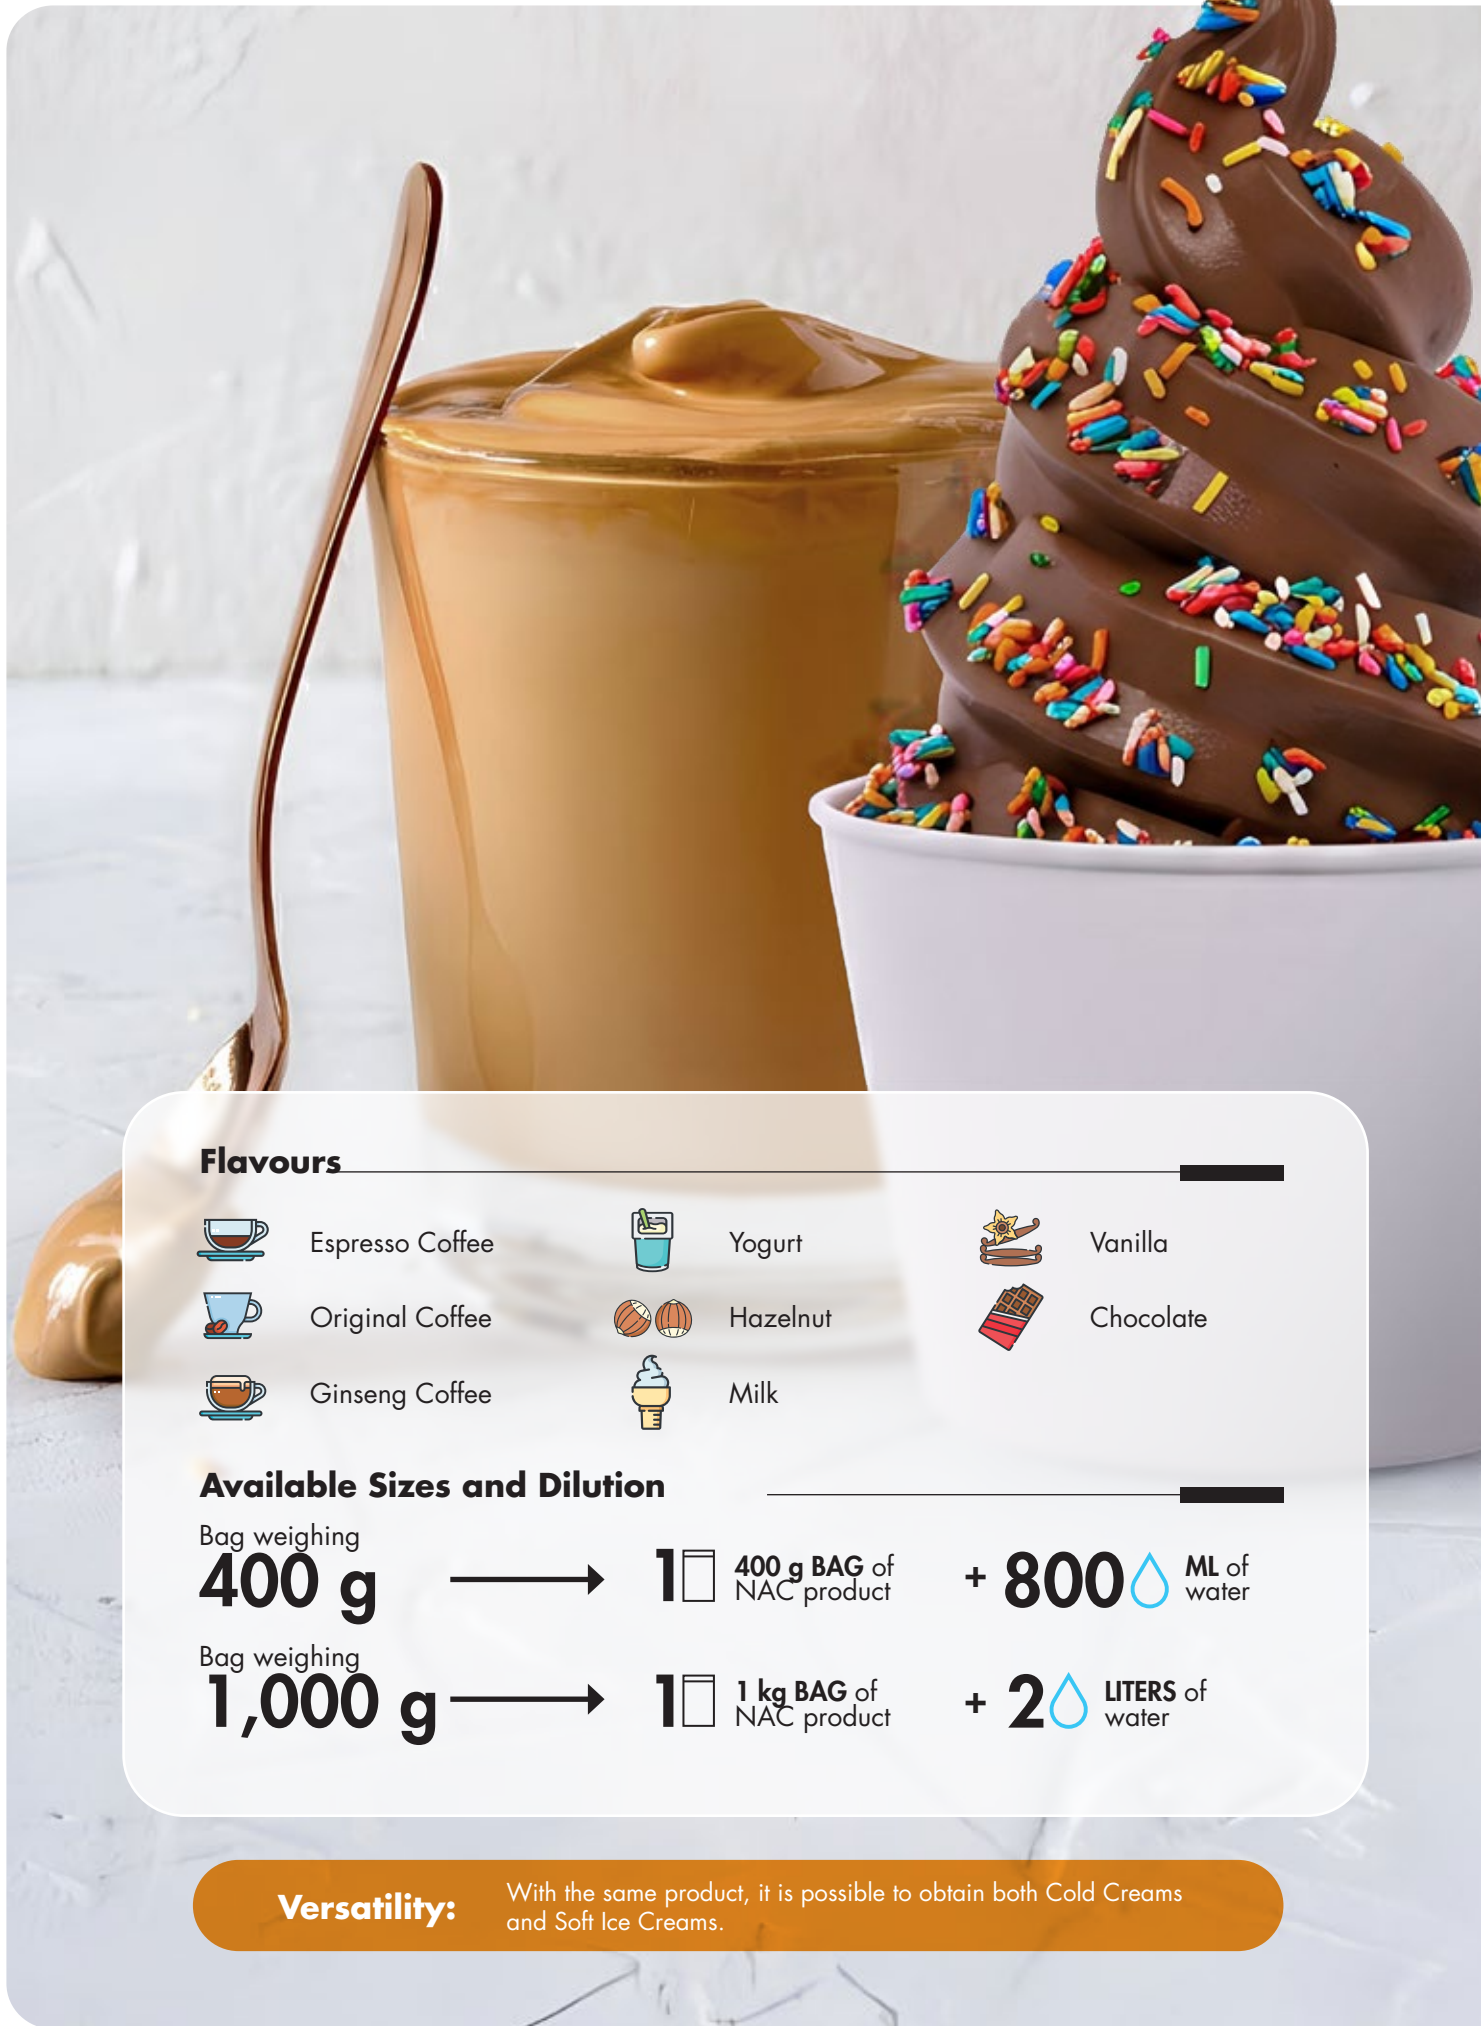 Flavours
Espresso Coffee
Yogurt
Vanilla
Original Coffee
Hazelnut
Chocolate
Ginseng Coffee
Milk
Available Sizes and Dilution
Bag weighing
400 g
1 400 g BAG of
NAC product
+ 800 ML of
water
Bag weighing
1,000 g
1 1 kg BAG of
NAC product
+ 2 LITERS of
water
Versatility:
With the same product, it is possible to obtain both Cold Creams
and Soft Ice Creams.